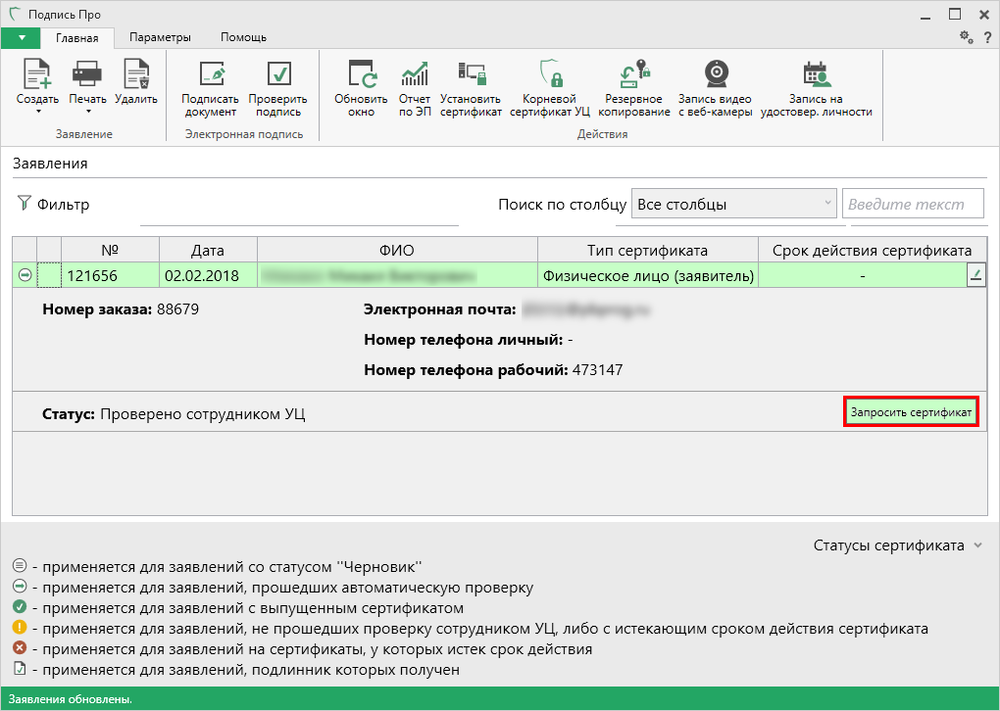 Подпись Про
Главная Параметры Помощь
?
Создать Печать Удалить
Заявление
Подписать документ Проверить подпись
Электронная подпись
Обновить окно Отчет по ЭП Установить сертификат Корневой сертификат УЦ Резервное копирование Запись видео с веб-камеры Запись на удостовер. личности
Действия
Заявления
Фильтр Поиск по столбцу Все столбцы Введите текст
№ Дата ФИО Тип сертификата Срок действия сертификата
121656 02.02.2018 Физическое лицо (заявитель) -
Номер заказа: 88679 Электронная почта:
Номер телефона личный: -
Номер телефона рабочий: 473147
Статус: Проверено сотрудником УЦ Запросить сертификат
Статусы сертификата
- применяется для заявлений со статусом ''Черновик''
- применяется для заявлений, прошедших автоматическую проверку
- применяется для заявлений с выпущенным сертификатом
- применяется для заявлений, не прошедших проверку сотрудником УЦ, либо с истекающим сроком действия сертификата
- применяется для заявлений на сертификаты, у которых истек срок действия
- применяется для заявлений, подлинник которых получен
Заявления обновлены.